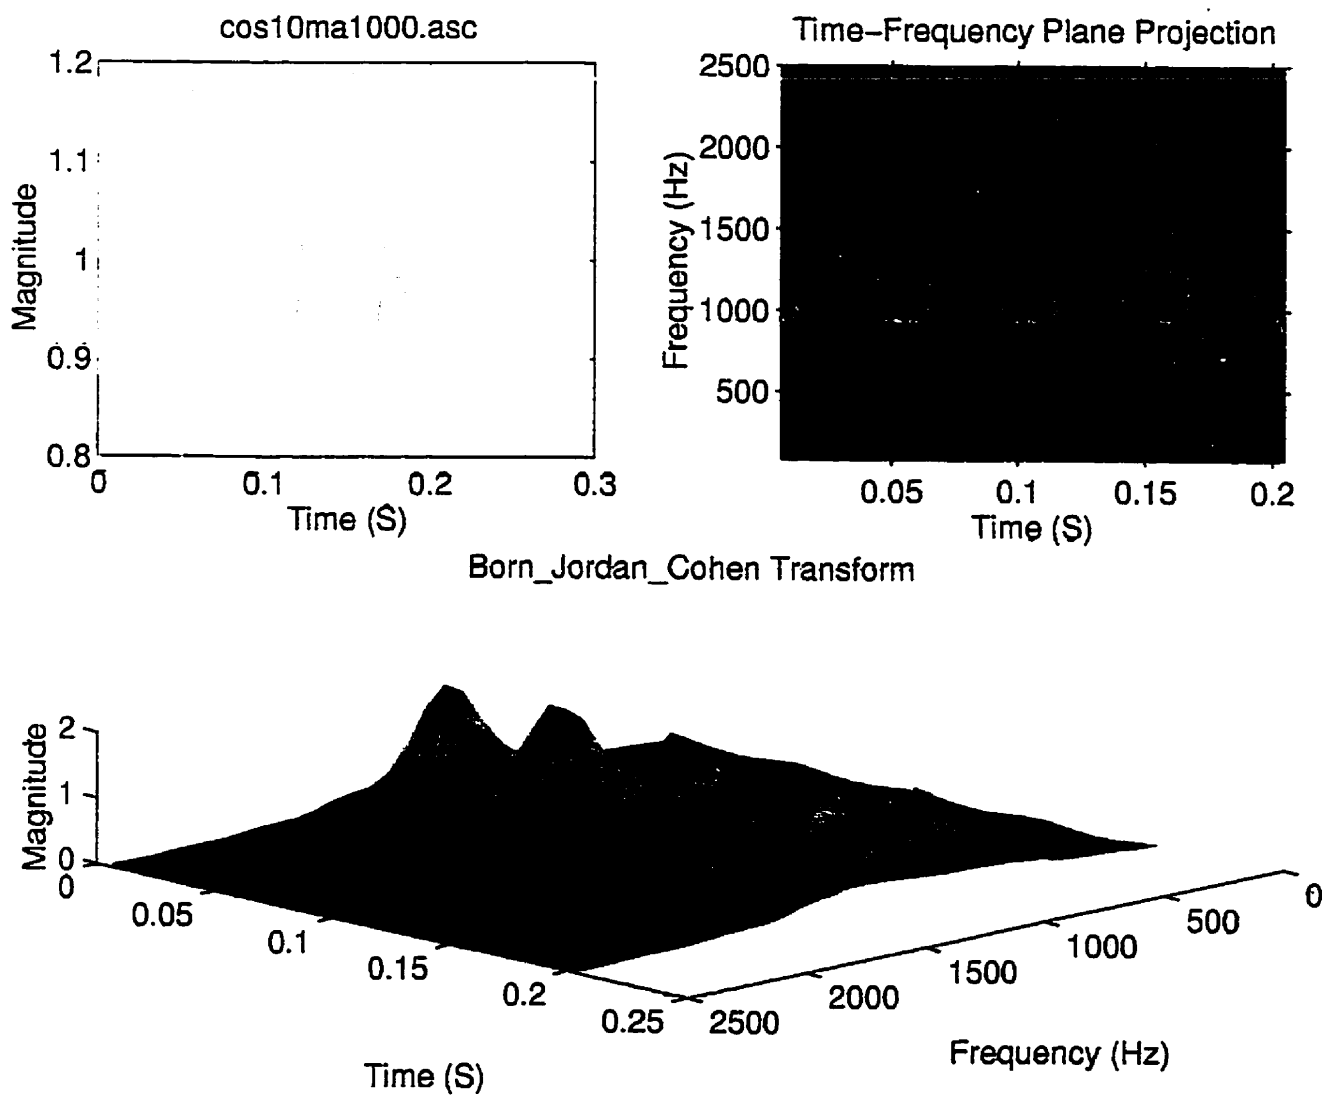 cos10ma1000.asc
1.2
1.1
1
0.9
0.8
Magnitude
0 0.1 0.2 0.3
Time (S)
Time-Frequency Plane Projection
2500
2000
1500
1000
500
Frequency (Hz)
0.05 0.1 0.15 0.2
Time (S)
Born_Jordan_Cohen Transform
2
1
0
Magnitude
0
0.05
0.1
0.15
0.2
0.25
Time (S)
2500
2000
1500
1000
500
0
Frequency (Hz)